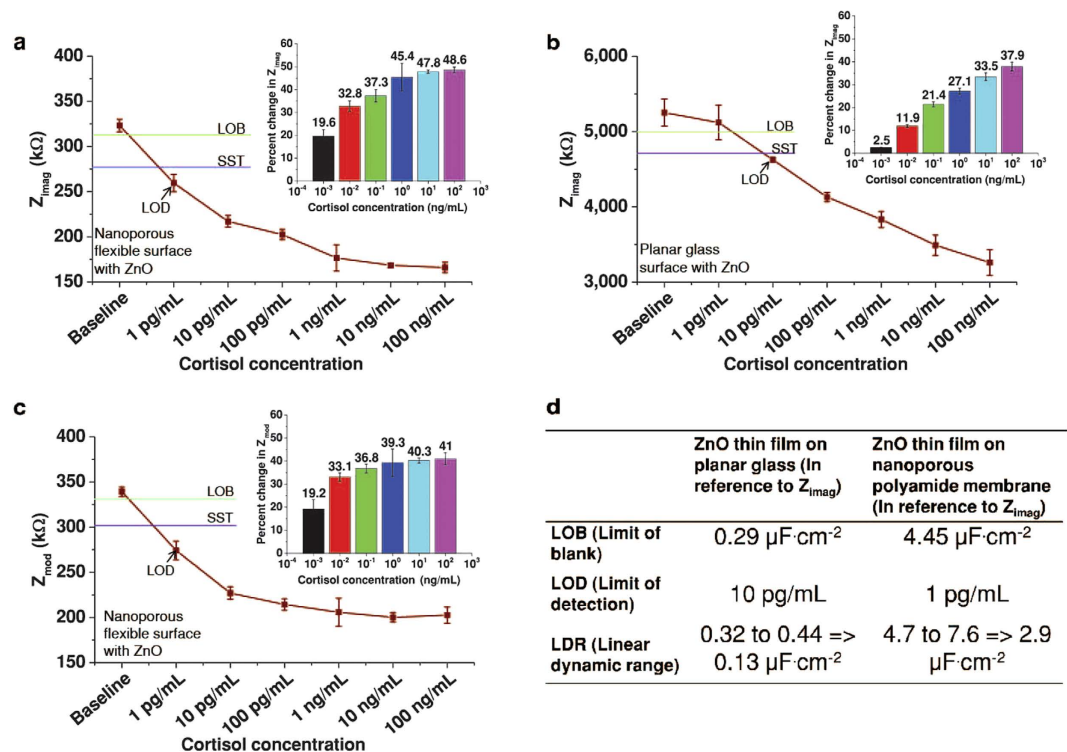 a
400
350
300
250
200
150
Z_imag (kΩ)
LOB
SST
LOD
Nanoporous
flexible surface
with ZnO
Baseline
1 pg/mL
10 pg/mL
100 pg/mL
1 ng/mL
10 ng/mL
100 ng/mL
Cortisol concentration
Percent change in Z_imag
60
50
40
30
20
10
0
19.6
32.8
37.3
45.4
47.8
48.6
10⁻⁴ 10⁻³ 10⁻² 10⁻¹ 10⁰ 10¹ 10² 10³
Cortisol concentration (ng/mL)
b
6,000
5,000
4,000
3,000
Z_imag (kΩ)
LOB
SST
LOD
Planar glass
surface with ZnO
Baseline
1 pg/mL
10 pg/mL
100 pg/mL
1 ng/mL
10 ng/mL
100 ng/mL
Cortisol concentration
Percent change in Z_imag
60
50
40
30
20
10
0
2.5
11.9
21.4
27.1
33.5
37.9
10⁻⁴ 10⁻³ 10⁻² 10⁻¹ 10⁰ 10¹ 10² 10³
Cortisol concentration (ng/mL)
c
400
350
300
250
200
150
Z_mod (kΩ)
LOB
SST
LOD
Nanoporous
flexible surface
with ZnO
Baseline
1 pg/mL
10 pg/mL
100 pg/mL
1 ng/mL
10 ng/mL
100 ng/mL
Cortisol concentration
Percent change in Z_mod
60
40
20
0
19.2
33.1
36.8
39.3
40.3
41
10⁻⁴ 10⁻³ 10⁻² 10⁻¹ 10⁰ 10¹ 10² 10³
Cortisol concentration (ng/mL)
d
ZnO thin film on
planar glass (In
reference to Z_imag)
ZnO thin film on
nanoporous
polyamide membrane
(In reference to Z_imag)
LOB (Limit of
blank)
0.29 µF·cm⁻²
4.45 µF·cm⁻²
LOD (Limit of
detection)
10 pg/mL
1 pg/mL
LDR (Linear
dynamic range)
0.32 to 0.44 =>
0.13 µF·cm⁻²
4.7 to 7.6 => 2.9
µF·cm⁻²